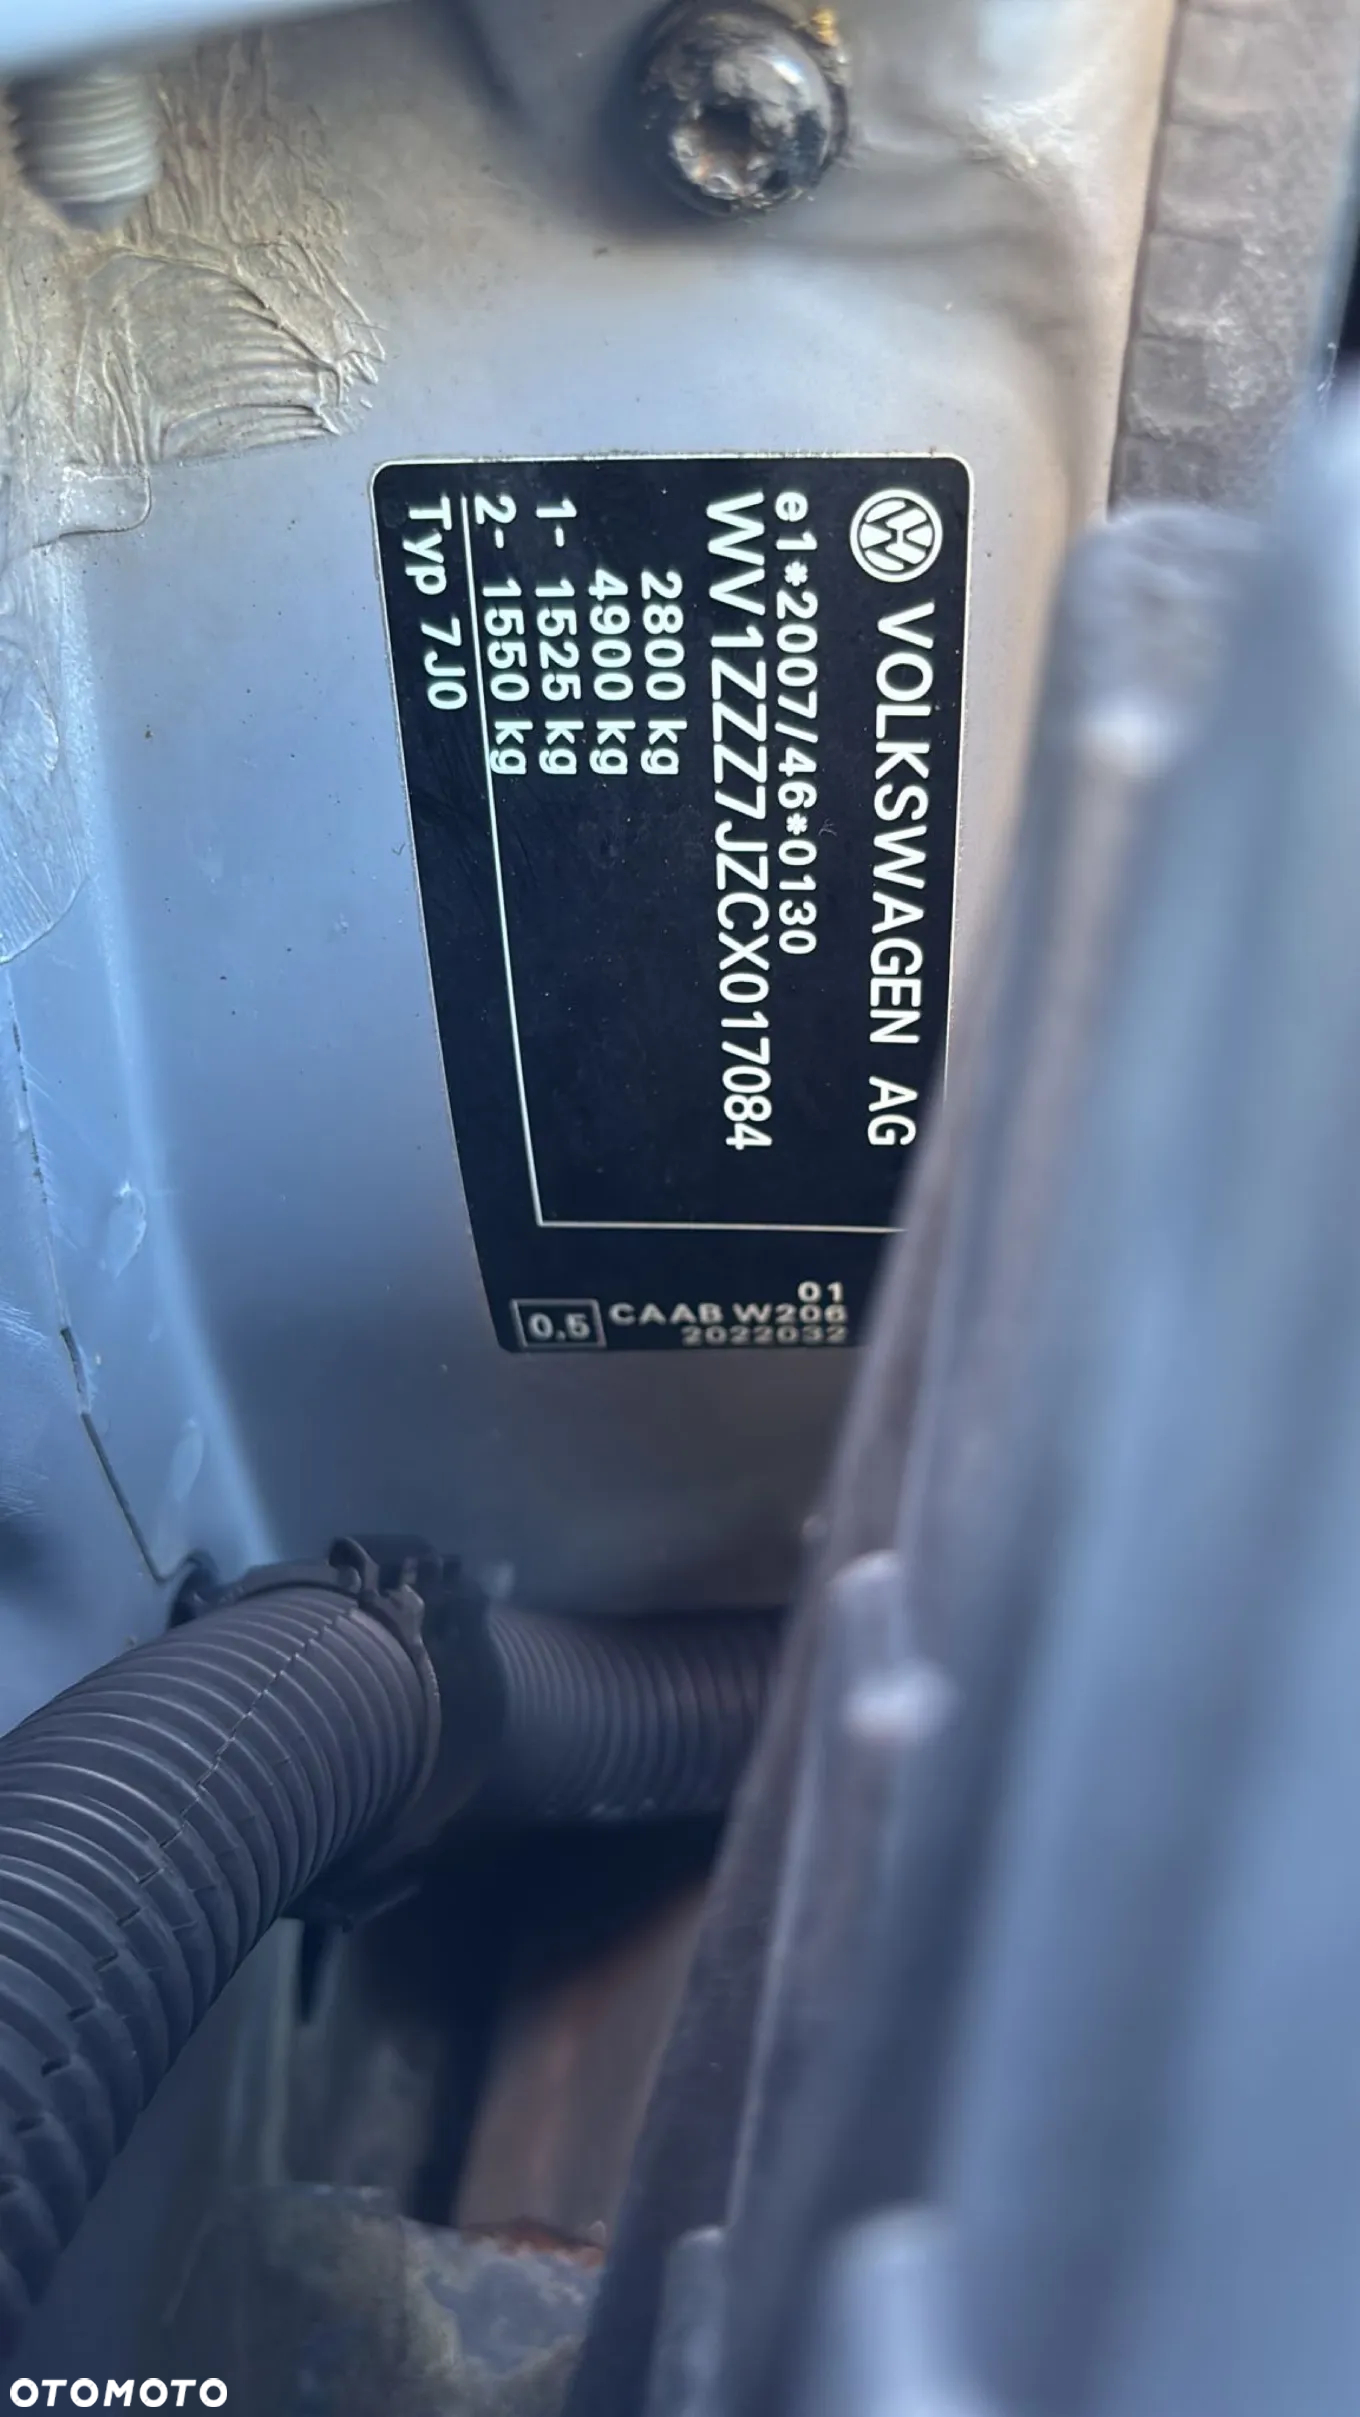 VOLKSWAGEN AG
e1*2007/46*0130
WV1ZZZ7JZCX017084
2800 kg
4900 kg
1- 1525 kg
2- 1550 kg
Typ 7J0
01
CAAB W206
2022032
0.5
OTOMOTO